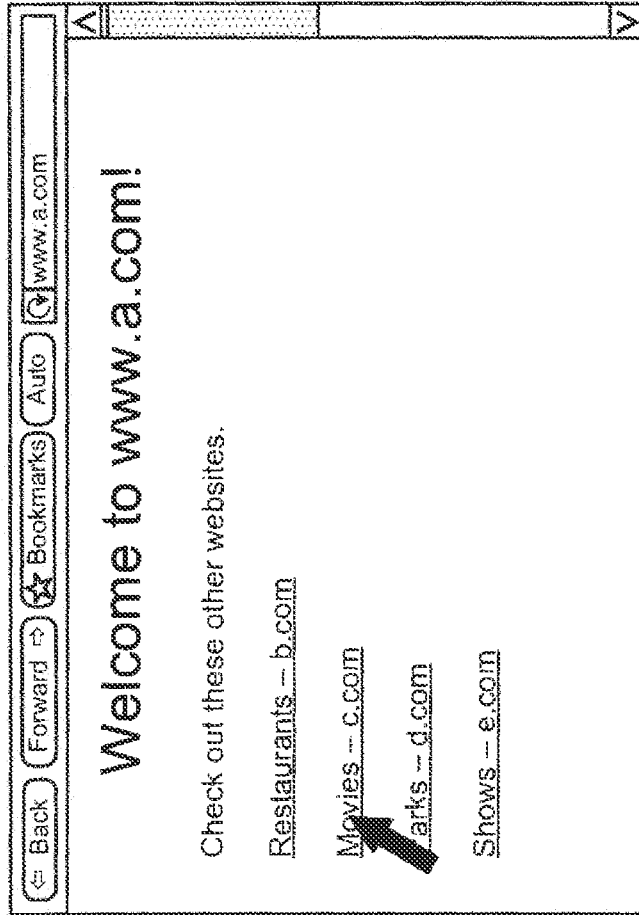 ⇦ Back Forward ⇨ Bookmarks Auto www.a.com
Welcome to www.a.com!
Check out these other websites.
Restaurants – b.com
Movies – c.com
arks – d.com
Shows – e.com